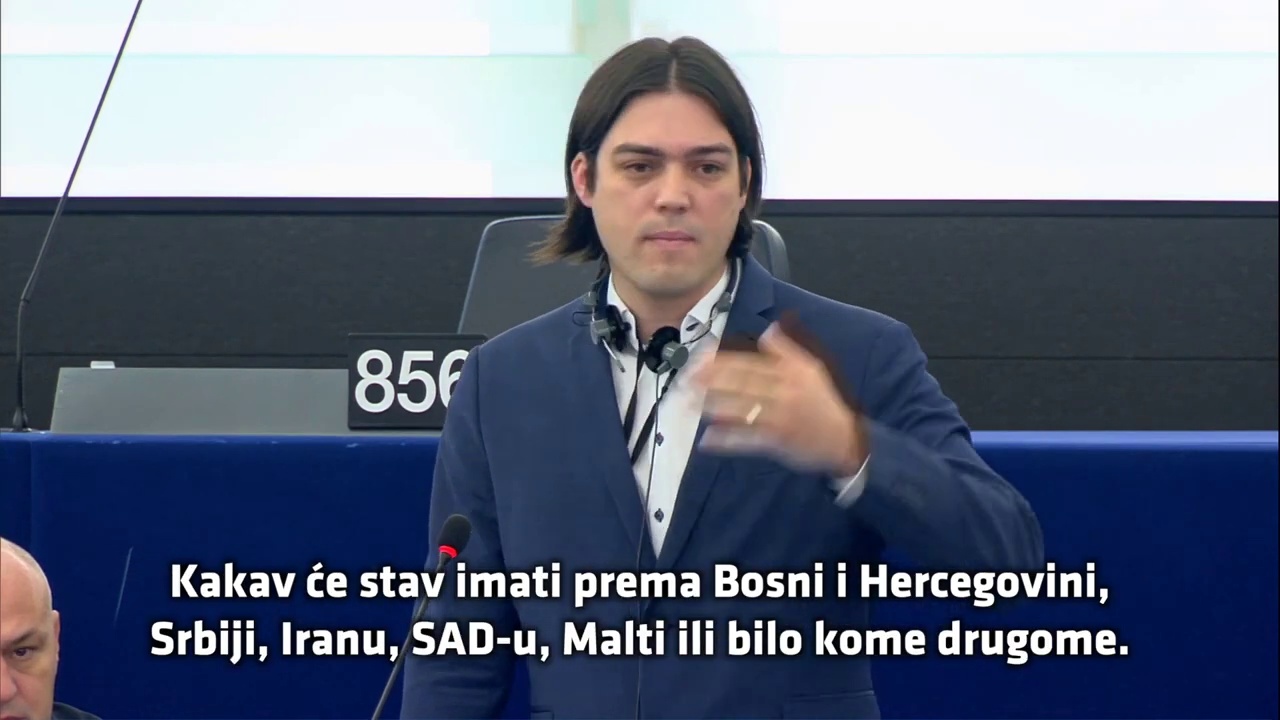 856
Kakav će stav imati prema Bosni i Hercegovini,
Srbiji, Iranu, SAD-u, Malti ili bilo kome drugome.